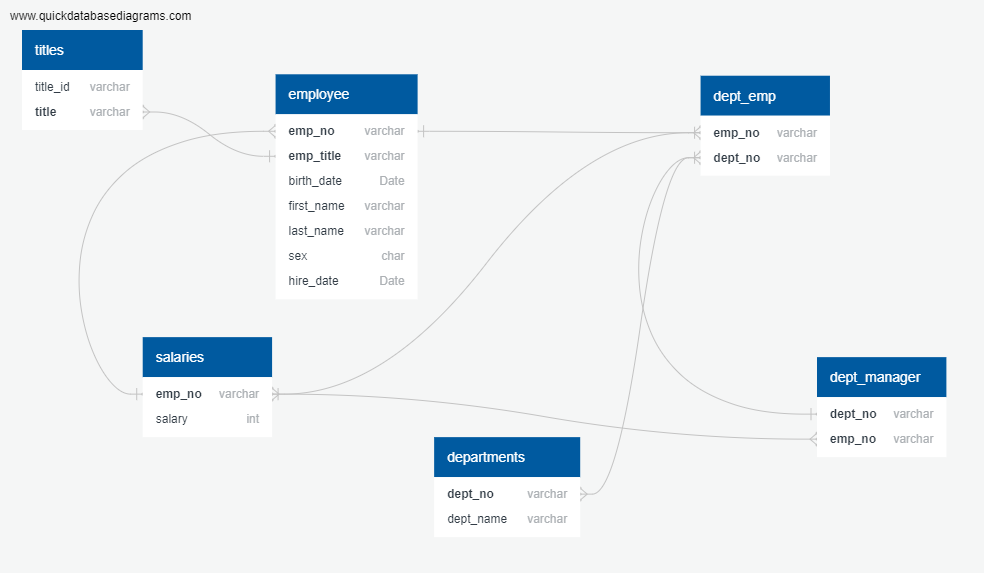 www.quickdatabasediagrams.com
titles
title_id varchar
title varchar
employee
emp_no varchar
emp_title varchar
birth_date Date
first_name varchar
last_name varchar
sex char
hire_date Date
dept_emp
emp_no varchar
dept_no varchar
salaries
emp_no varchar
salary int
dept_manager
dept_no varchar
emp_no varchar
departments
dept_no varchar
dept_name varchar